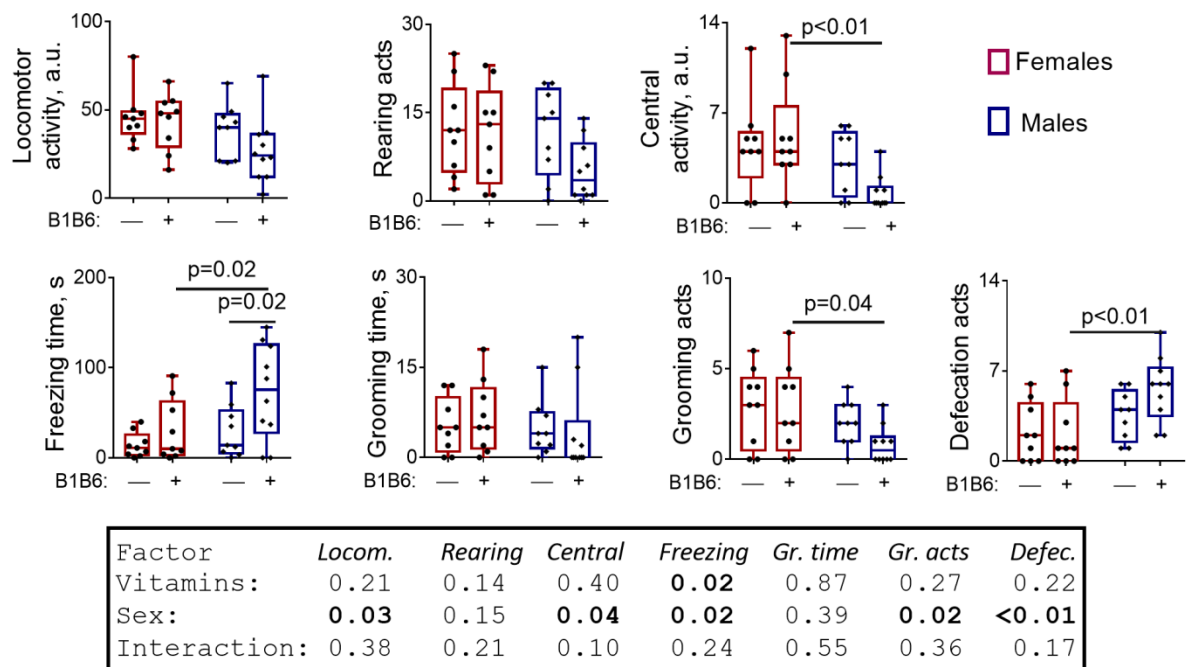 Locomotor
activity, a.u.
100
50
0
B1B6: — + — +
Rearing acts
30
15
0
B1B6: — + — +
Central
activity, a.u.
14
7
0
p<0.01
B1B6: — + — +
Females
Males
Freezing time, s
200
100
0
p=0.02
p=0.02
B1B6: — + — +
Grooming time, s
30
15
0
B1B6: — + — +
Grooming acts
10
5
0
p=0.04
B1B6: — + — +
Defecation acts
14
7
0
p<0.01
B1B6: — + — +
Factor Locom. Rearing Central Freezing Gr. time Gr. acts Defec.
Vitamins: 0.21 0.14 0.40 0.02 0.87 0.27 0.22
Sex: 0.03 0.15 0.04 0.02 0.39 0.02 <0.01
Interaction: 0.38 0.21 0.10 0.24 0.55 0.36 0.17